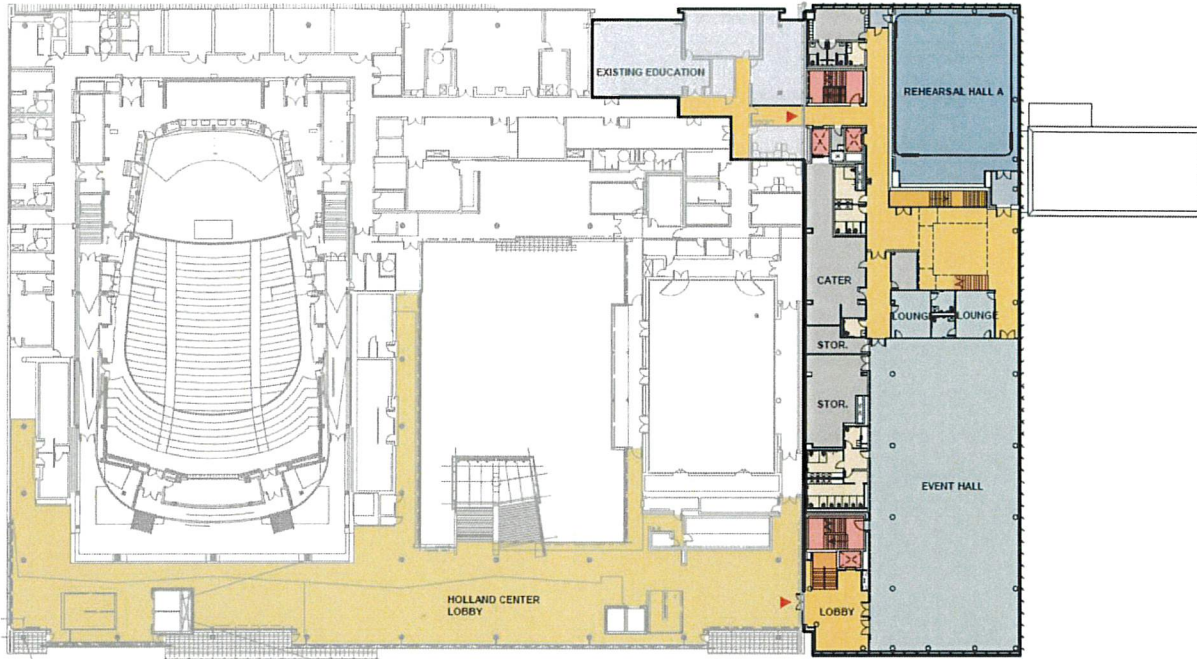 EXISTING EDUCATION
REHEARSAL HALL A
CATER
LOUNGE
LOUNGE
STOR.
STOR.
EVENT HALL
HOLLAND CENTER
LOBBY
LOBBY